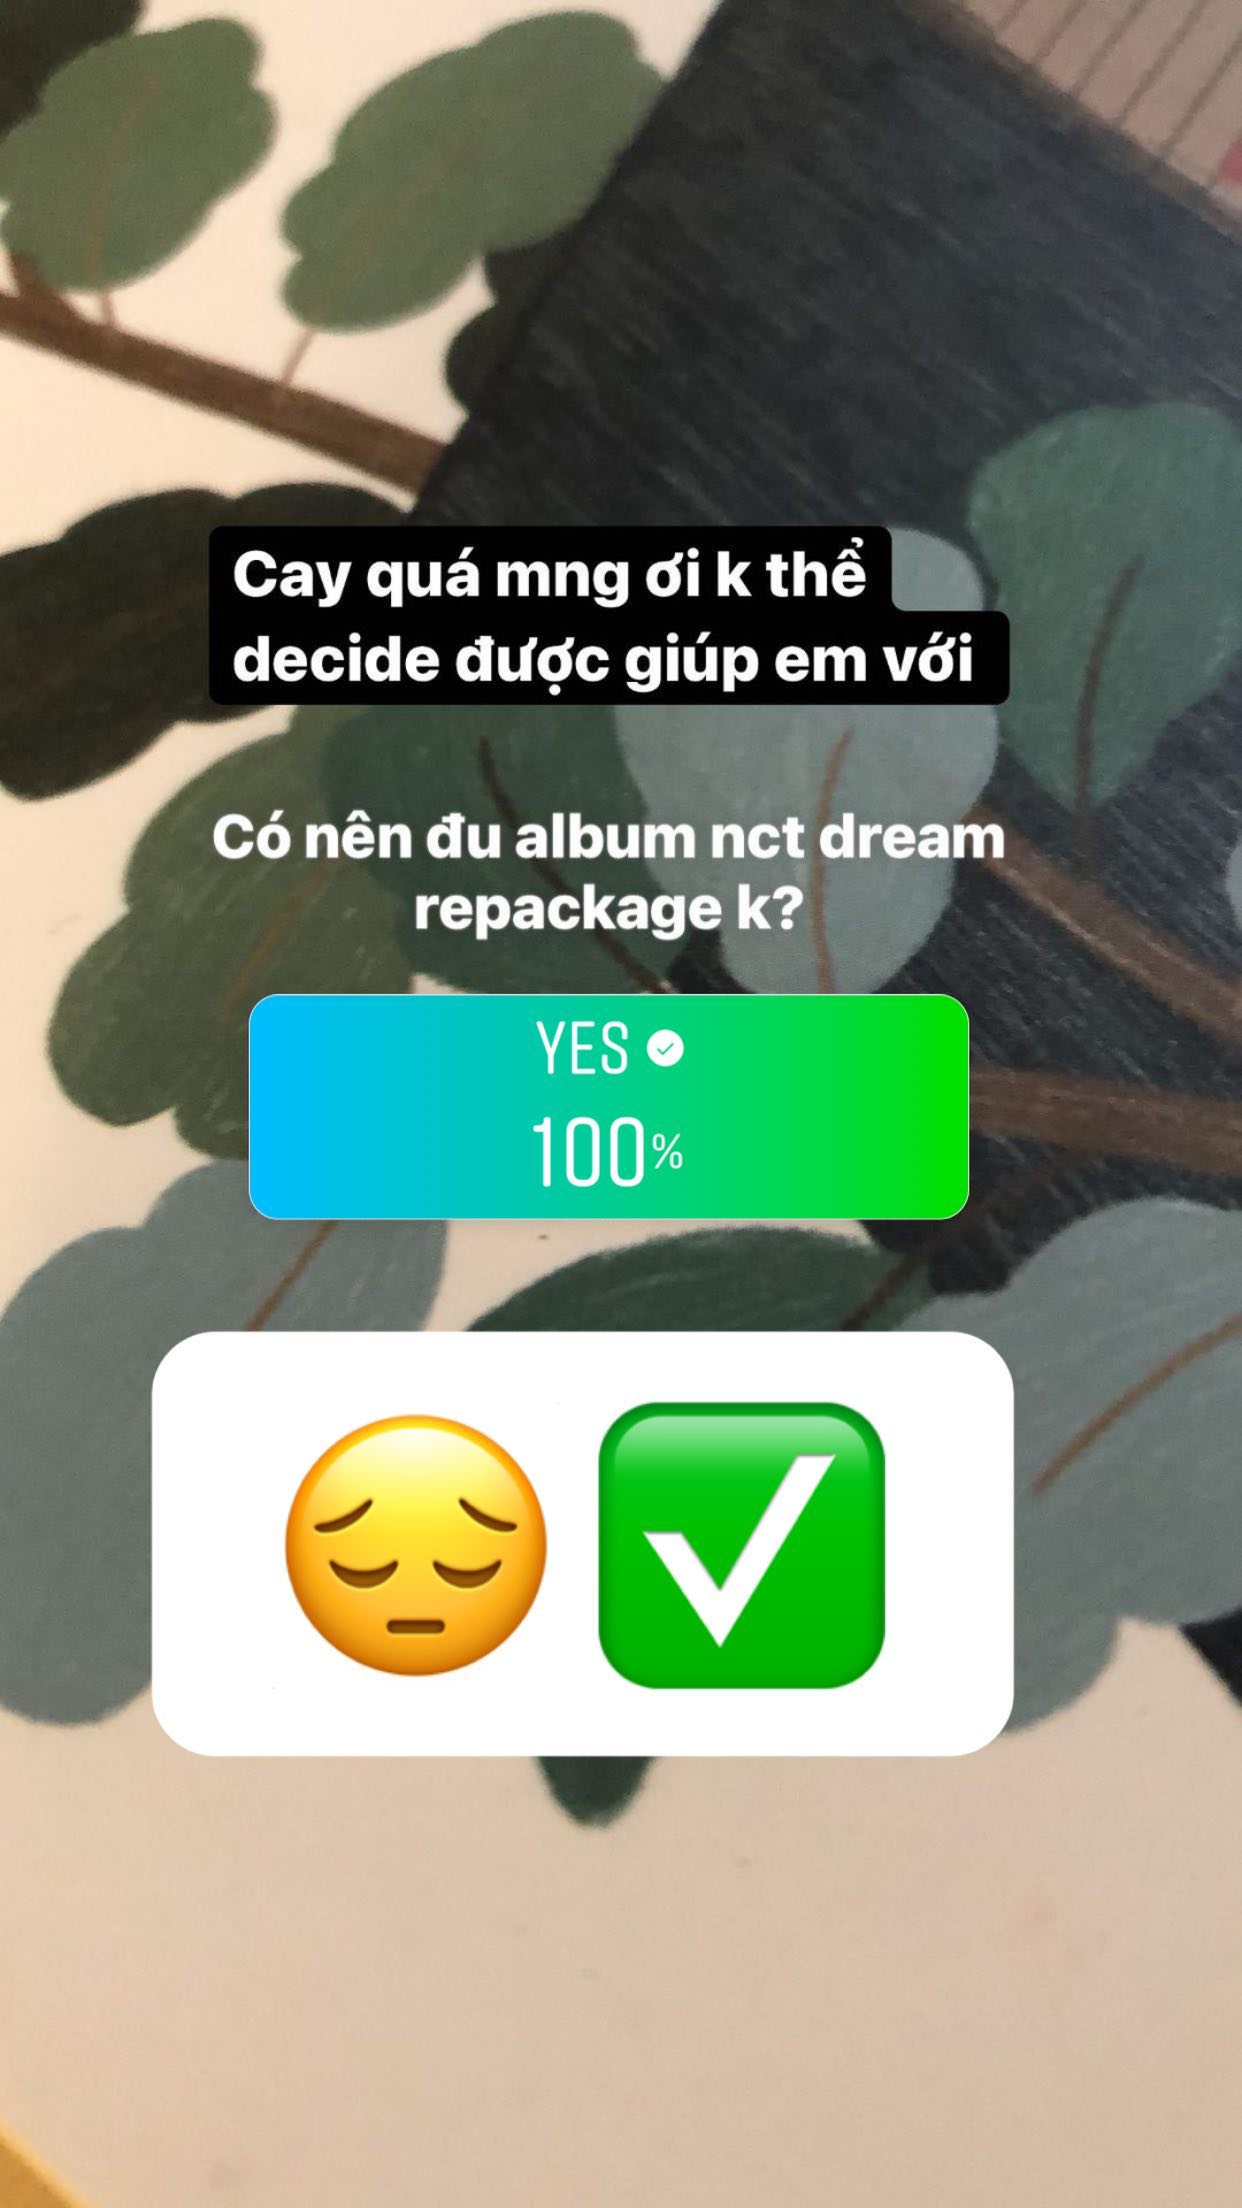 Cay quá mng ơi k thể
decide được giúp em với
Có nên đu album nct dream
repackage k?
YES
100%